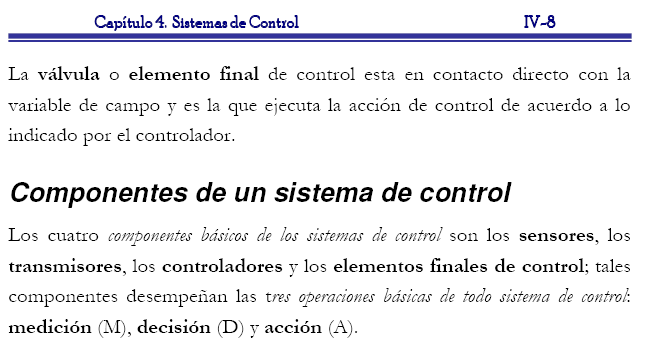 Capítulo 4. Sistemas de Control IV-8
La válvula o elemento final de control esta en contacto directo con la
variable de campo y es la que ejecuta la acción de control de acuerdo a lo
indicado por el controlador.
Componentes de un sistema de control
Los cuatro componentes básicos de los sistemas de control son los sensores, los
transmisores, los controladores y los elementos finales de control; tales
componentes desempeñan las tres operaciones básicas de todo sistema de control:
medición (M), decisión (D) y acción (A).